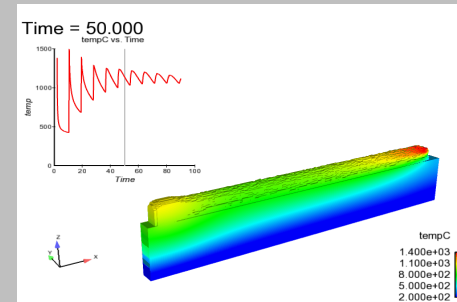 Time = 50.000
tempC vs. Time
1500
1000
500
0
temp
0 20 40 60 80 100
Time
Z
Y
X
tempC
1.400e+03
1.100e+03
8.000e+02
5.000e+02
2.000e+02